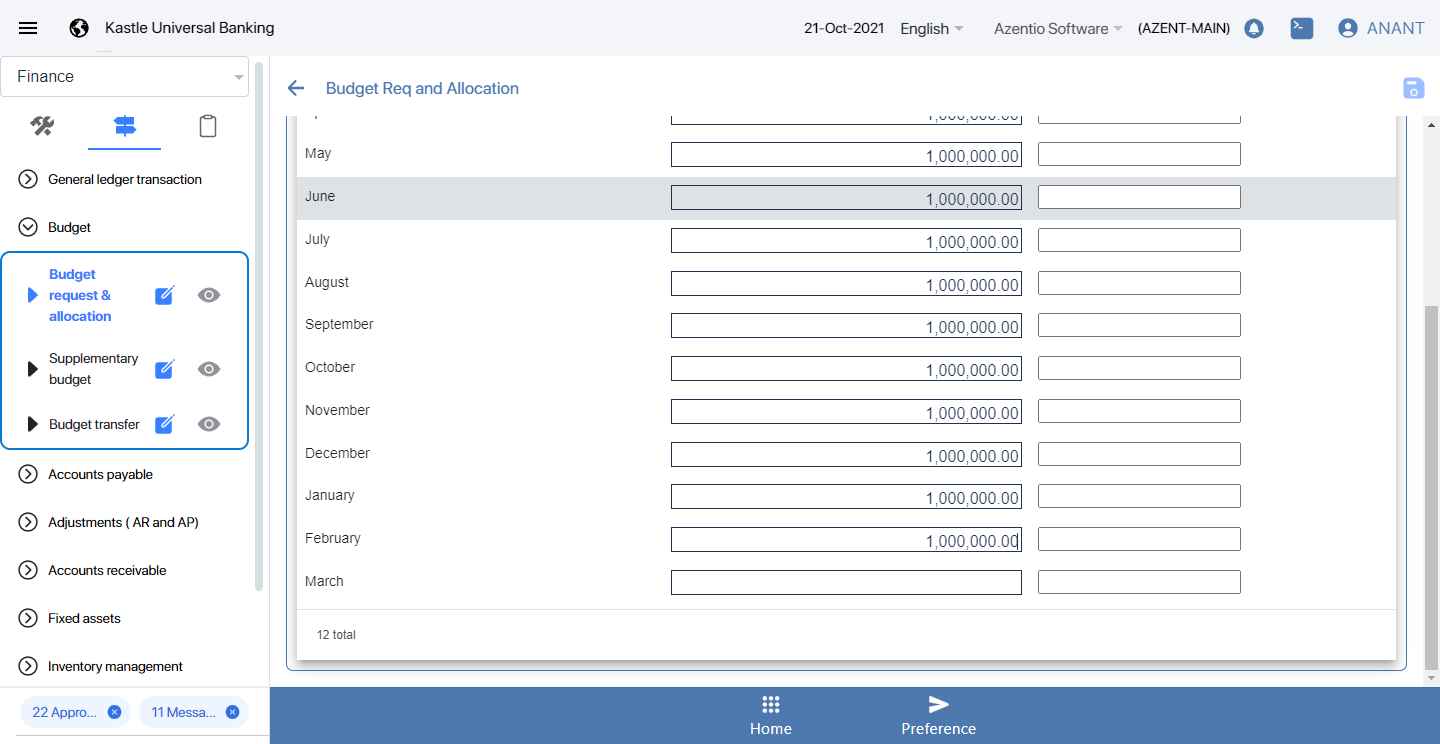 Kastle Universal Banking
21-Oct-2021
English
Azentio Software
(AZENT-MAIN)
ANANT
Finance
Budget Req and Allocation
General ledger transaction
Budget
Budget
request &
allocation
Supplementary
budget
Budget transfer
Accounts payable
Adjustments ( AR and AP)
Accounts receivable
Fixed assets
Inventory management
22 Appro...
11 Messa...
1,000,000.00
May 1,000,000.00
June 1,000,000.00
July 1,000,000.00
August 1,000,000.00
September 1,000,000.00
October 1,000,000.00
November 1,000,000.00
December 1,000,000.00
January 1,000,000.00
February 1,000,000.00
March
12 total
Home
Preference